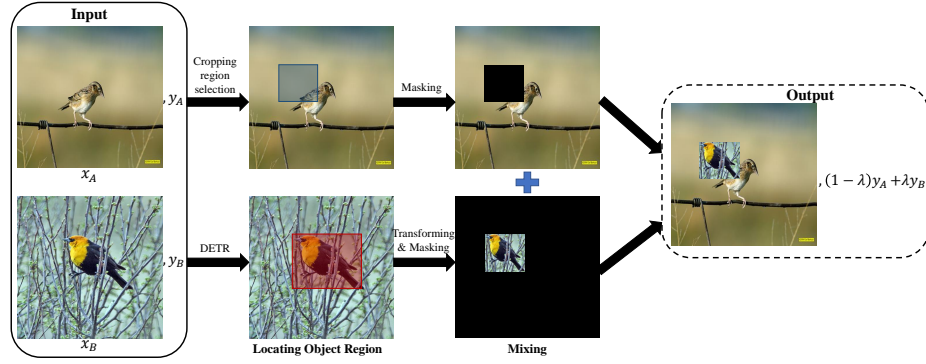 Input
x_A
, y_A
x_B
, y_B
Cropping
region
selection
DETR
Locating Object Region
Masking
Transforming
& Masking
Mixing
Output
, (1 − λ)y_A +λy_B